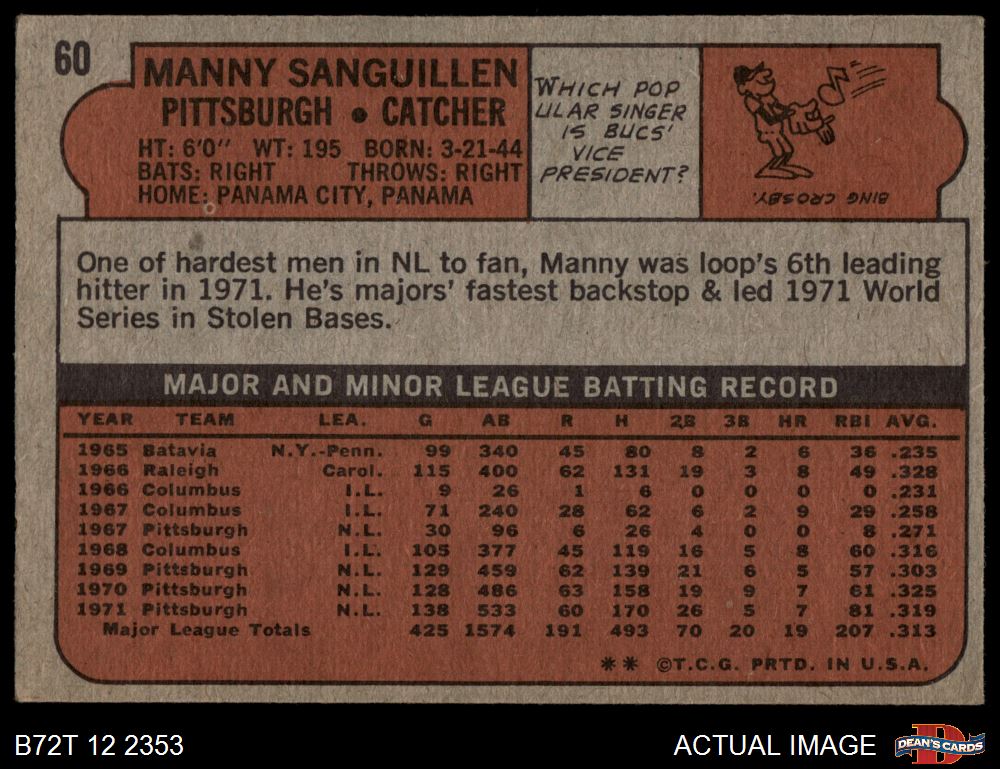 60
MANNY SANGUILLEN
PITTSBURGH • CATCHER
HT: 6'0" WT: 195 BORN: 3-21-44
BATS: RIGHT THROWS: RIGHT
HOME: PANAMA CITY, PANAMA
WHICH POP
ULAR SINGER
IS BUCS'
VICE
PRESIDENT?
BING CROSBY.
One of hardest men in NL to fan, Manny was loop's 6th leading
hitter in 1971. He's majors' fastest backstop & led 1971 World
Series in Stolen Bases.
MAJOR AND MINOR LEAGUE BATTING RECORD
YEAR TEAM LEA. G AB R H 2B 3B HR RBI AVG.
1965 Batavia N.Y.-Penn. 99 340 45 80 8 2 6 36 .235
1966 Raleigh Carol. 115 400 62 131 19 3 8 49 .328
1966 Columbus I.L. 9 26 1 6 0 0 0 0 .231
1967 Columbus I.L. 71 240 28 62 6 2 9 29 .258
1967 Pittsburgh N.L. 30 96 6 26 4 0 0 8 .271
1968 Columbus I.L. 105 377 45 119 16 5 8 60 .316
1969 Pittsburgh N.L. 129 459 62 139 21 6 5 57 .303
1970 Pittsburgh N.L. 128 486 63 158 19 9 7 61 .325
1971 Pittsburgh N.L. 138 533 60 170 26 5 7 81 .319
Major League Totals 425 1574 191 493 70 20 19 207 .313
** ©T.C.G. PRTD. IN U.S.A.
B72T 12 2353
ACTUAL IMAGE
D
DEAN'S CARDS